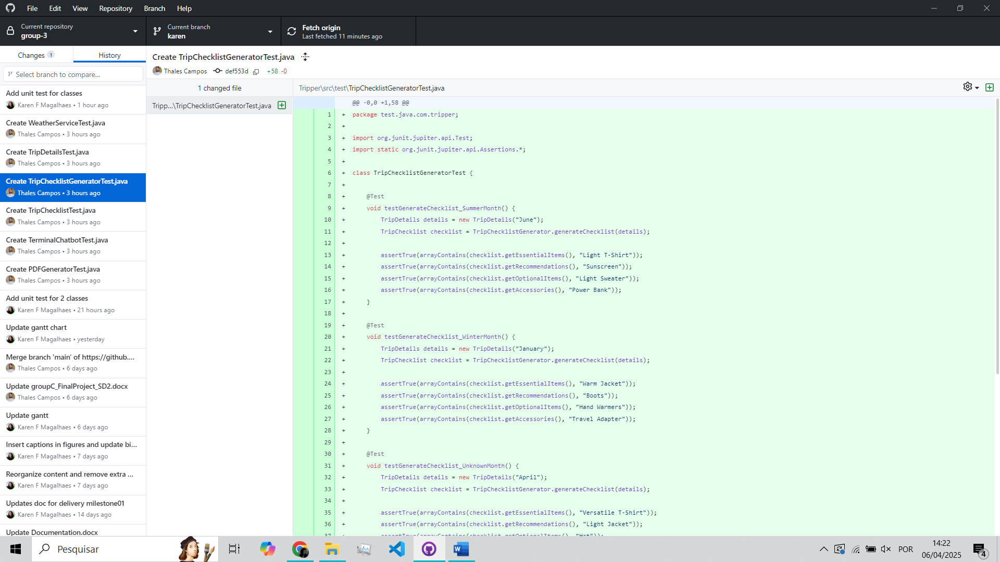 File Edit View Repository Branch Help
Current repository
group-3
Current branch
karen
Fetch origin
Last fetched 11 minutes ago
Changes 1
History
Select branch to compare...
Add unit test for classes
Karen F Magalhaes • 1 hour ago
Create WeatherServiceTest.java
Thales Campos • 3 hours ago
Create TripDetailsTest.java
Thales Campos • 3 hours ago
Create TripChecklistGeneratorTest.java
Thales Campos • 3 hours ago
Create TripChecklistTest.java
Thales Campos • 3 hours ago
Create TerminalChatbotTest.java
Thales Campos • 3 hours ago
Create PDFGeneratorTest.java
Thales Campos • 3 hours ago
Add unit test for 2 classes
Karen F Magalhaes • 21 hours ago
Update gantt chart
Karen F Magalhaes • yesterday
Merge branch 'main' of https://github....
Thales Campos • 6 days ago
Update groupC_FinalProject_SD2.docx
Thales Campos • 6 days ago
Update gantt
Karen F Magalhaes • 6 days ago
Insert captions in figures and update bi...
Karen F Magalhaes • 7 days ago
Reorganize content and remove extra ...
Karen F Magalhaes • 7 days ago
Updates doc for delivery milestone01
Karen F Magalhaes • 14 days ago
Update Documentation.docx
Create TripChecklistGeneratorTest.java
Thales Campos def553d +58 -0
1 changed file
Tripp...\TripChecklistGeneratorTest.java
Tripper\src\test\TripChecklistGeneratorTest.java
@@ -0,0 +1,58 @@
1 + package test.java.com.tripper;
2 +
3 + import org.junit.jupiter.api.Test;
4 + import static org.junit.jupiter.api.Assertions.*;
5 +
6 + class TripChecklistGeneratorTest {
7 +
8 + @Test
9 + void testGenerateChecklist_SummerMonth() {
10 + TripDetails details = new TripDetails("June");
11 + TripChecklist checklist = TripChecklistGenerator.generateChecklist(details);
12 +
13 + assertTrue(arrayContains(checklist.getEssentialItems(), "Light T-Shirt"));
14 + assertTrue(arrayContains(checklist.getRecommendations(), "Sunscreen"));
15 + assertTrue(arrayContains(checklist.getOptionalItems(), "Light Sweater"));
16 + assertTrue(arrayContains(checklist.getAccessories(), "Power Bank"));
17 + }
18 +
19 + @Test
20 + void testGenerateChecklist_WinterMonth() {
21 + TripDetails details = new TripDetails("January");
22 + TripChecklist checklist = TripChecklistGenerator.generateChecklist(details);
23 +
24 + assertTrue(arrayContains(checklist.getEssentialItems(), "Warm Jacket"));
25 + assertTrue(arrayContains(checklist.getRecommendations(), "Boots"));
26 + assertTrue(arrayContains(checklist.getOptionalItems(), "Hand Warmers"));
27 + assertTrue(arrayContains(checklist.getAccessories(), "Travel Adapter"));
28 + }
29 +
30 + @Test
31 + void testGenerateChecklist_UnknownMonth() {
32 + TripDetails details = new TripDetails("April");
33 + TripChecklist checklist = TripChecklistGenerator.generateChecklist(details);
34 +
35 + assertTrue(arrayContains(checklist.getEssentialItems(), "Versatile T-Shirt"));
36 + assertTrue(arrayContains(checklist.getRecommendations(), "Light Jacket"));
37 + assertTrue(arrayContains(checklist.getOptionalItems(), "Hat"));
Pesquisar
POR
14:22
06/04/2025
4